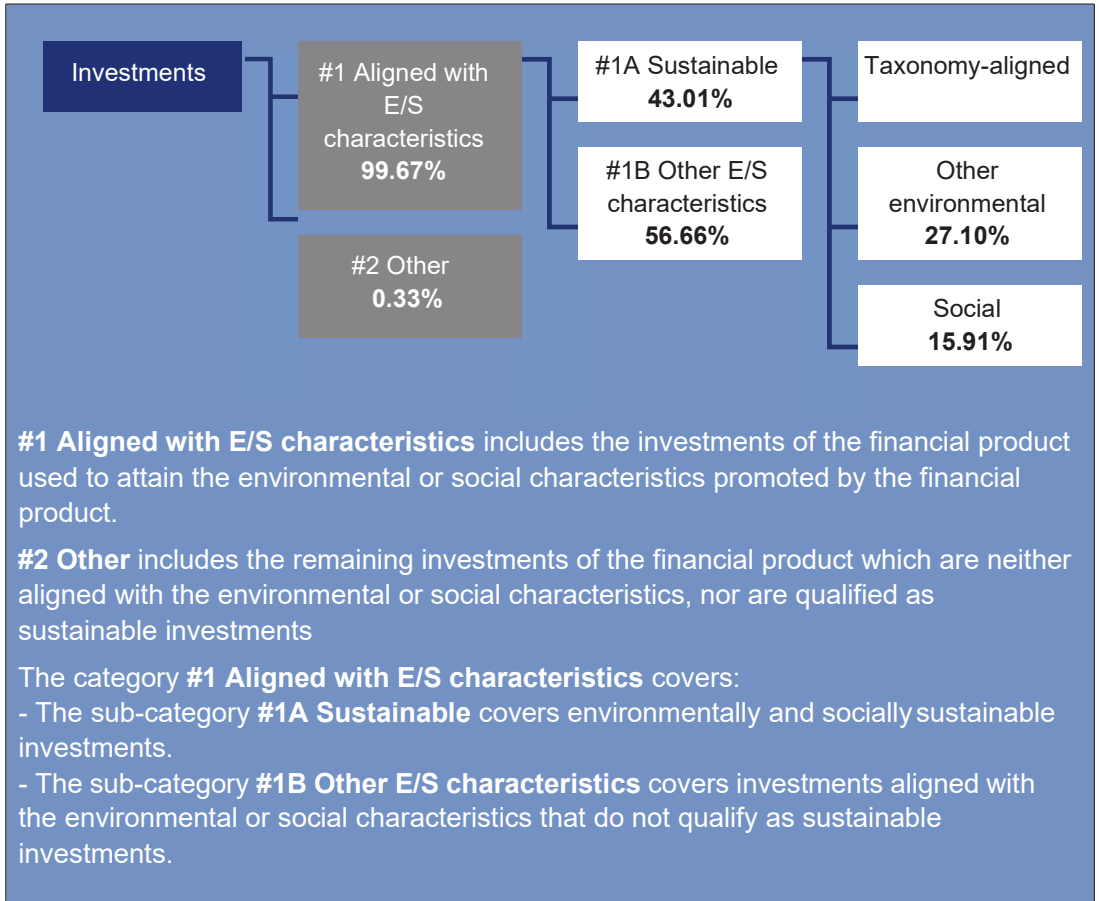 Investments
#1 Aligned with
E/S
characteristics
99.67%
#2 Other
0.33%
#1A Sustainable
43.01%
#1B Other E/S
characteristics
56.66%
Taxonomy-aligned
Other
environmental
27.10%
Social
15.91%
#1 Aligned with E/S characteristics includes the investments of the financial product
used to attain the environmental or social characteristics promoted by the financial
product.
#2 Other includes the remaining investments of the financial product which are neither
aligned with the environmental or social characteristics, nor are qualified as
sustainable investments
The category #1 Aligned with E/S characteristics covers:
- The sub-category #1A Sustainable covers environmentally and socially sustainable
investments.
- The sub-category #1B Other E/S characteristics covers investments aligned with
the environmental or social characteristics that do not qualify as sustainable
investments.